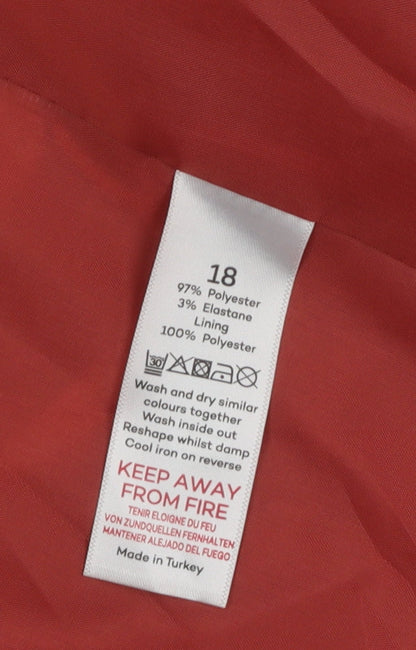 18
97% Polyester
3% Elastane
Lining
100% Polyester
30
Wash and dry similar
colours together
Wash inside out
Reshape whilst damp
Cool iron on reverse
KEEP AWAY
FROM FIRE
TENIR ELOIGNE DU FEU
VON ZUNDQUELLEN FERNHALTEN
MANTENER ALEJADO DEL FUEGO
Made in Turkey